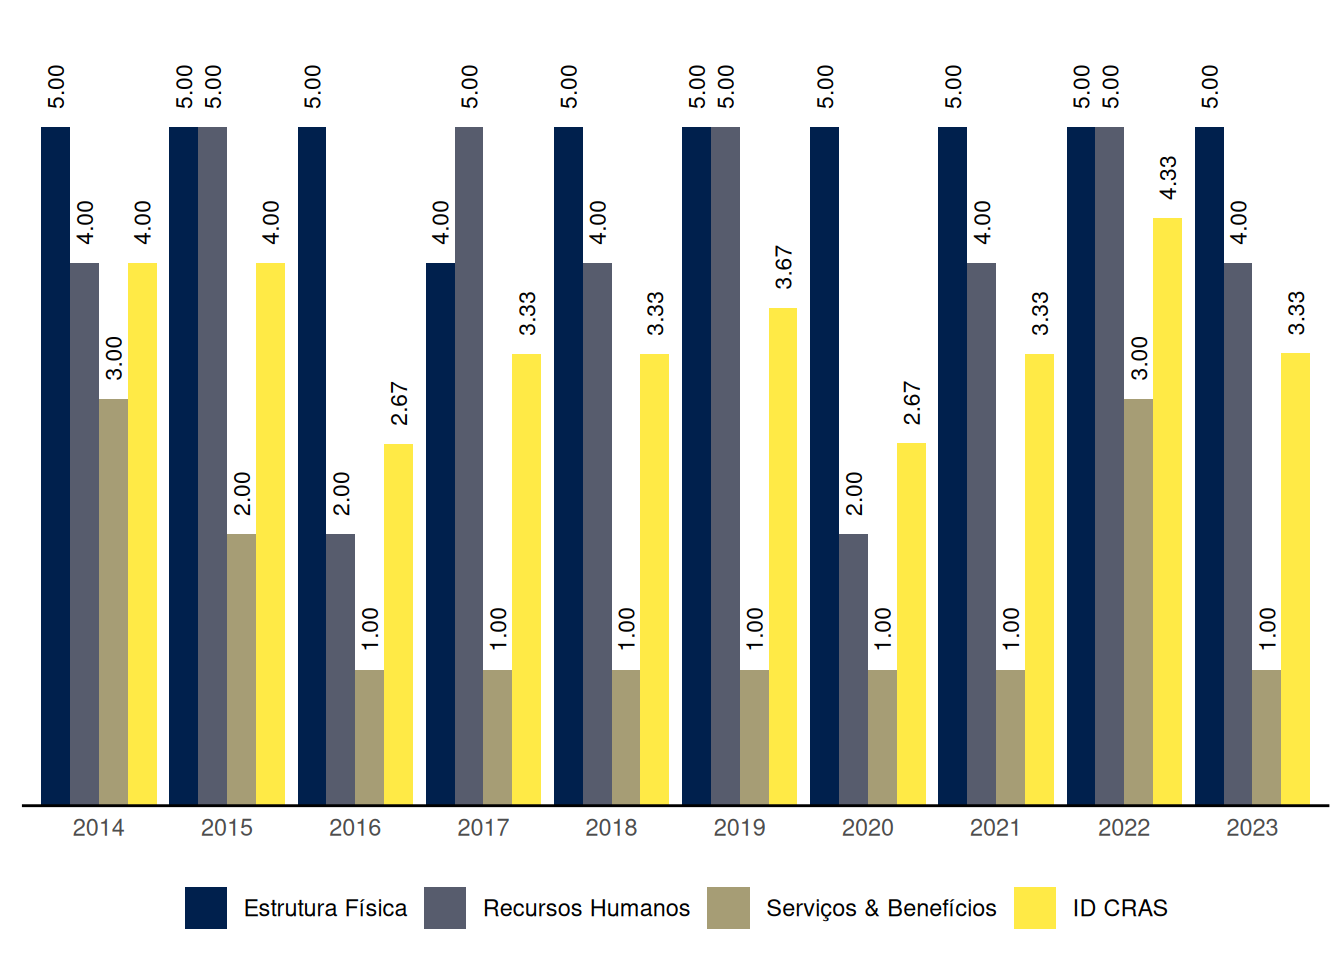 5.00 4.00 3.00 4.00
5.00 5.00 2.00 4.00
5.00 2.00 1.00 2.67
4.00 5.00 1.00 3.33
5.00 4.00 1.00 3.33
5.00 5.00 1.00 3.67
5.00 2.00 1.00 2.67
5.00 4.00 1.00 3.33
5.00 5.00 3.00 4.33
5.00 4.00 1.00 3.33
2014 2015 2016 2017 2018 2019 2020 2021 2022 2023
Estrutura Física Recursos Humanos Serviços & Benefícios ID CRAS